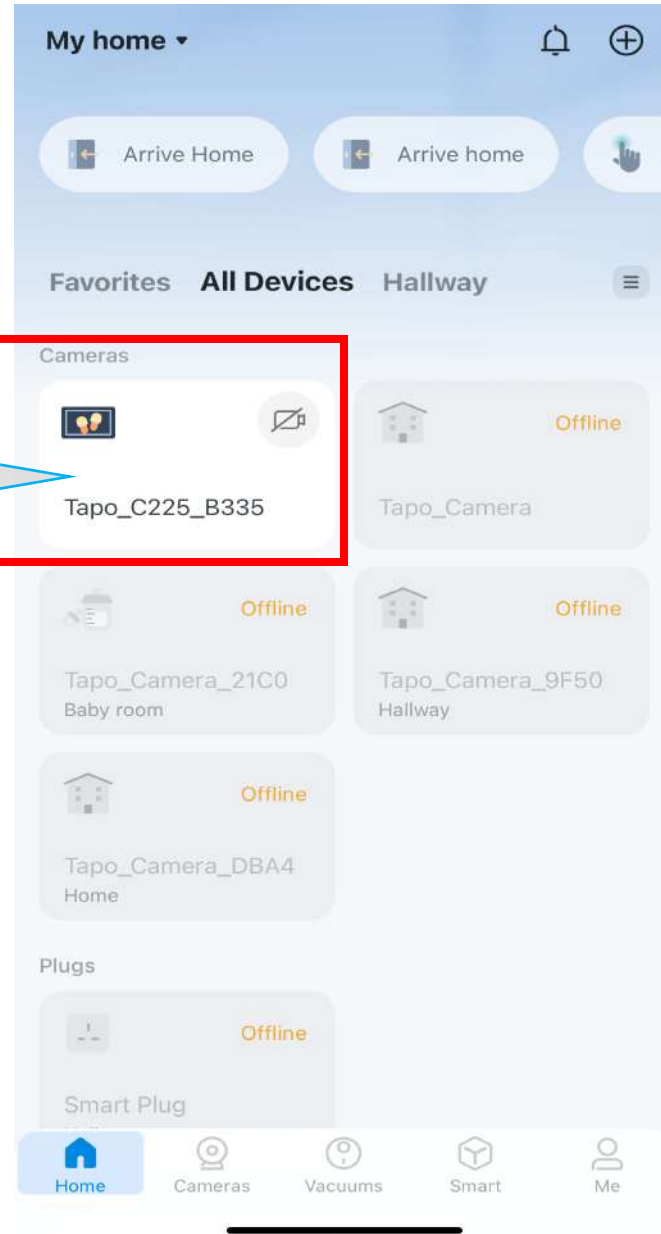 My home
Arrive Home
Arrive home
Favorites All Devices Hallway
Cameras
Tapo_C225_B335
Offline
Tapo_Camera
Offline
Tapo_Camera_21C0
Baby room
Offline
Tapo_Camera_9F50
Hallway
Offline
Tapo_Camera_DBA4
Home
Plugs
Offline
Smart Plug
Home Cameras Vacuums Smart Me